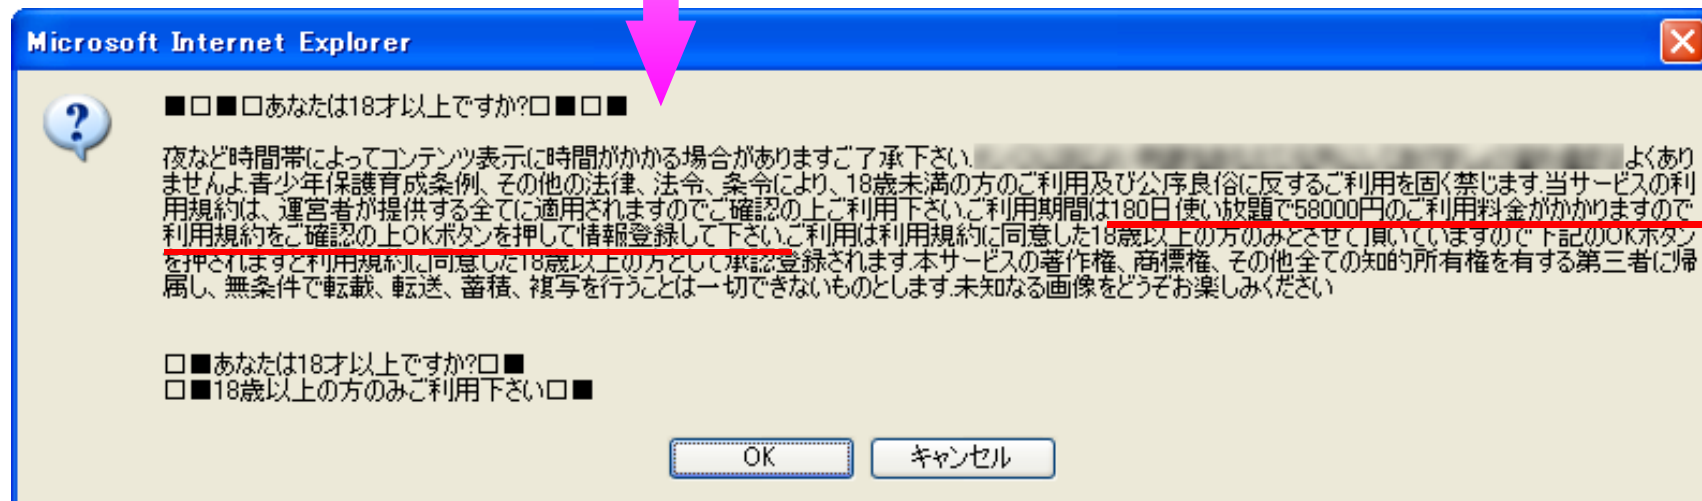 Microsoft Internet Explorer
■□■□あなたは18才以上ですか?□■□■
夜など時間帯によってコンテンツ表示に時間がかかる場合がありますご了承下さい. よくあり
ませんよ.青少年保護育成条例、その他の法律、法令、条令により、18歳未満の方のご利用及び公序良俗に反するご利用を固く禁じます.当サービスの利
用規約は、運営者が提供する全てに適用されますのでご確認の上ご利用下さい.ご利用期間は180日使い放題で58000円のご利用料金がかかりますので
利用規約をご確認の上OKボタンを押して情報登録して下さい.ご利用は利用規約に同意した18歳以上の方のみとさせて頂いていますので下記のOKボタン
を押されますと利用規約に同意した18歳以上の方として承認登録されます.本サービスの著作権、商標権、その他全ての知的所有権を有する第三者に帰
属し、無条件で転載、転送、蓄積、複写を行うことは一切できないものとします.未知なる画像をどうぞお楽しみください
□■あなたは18才以上ですか?□■
□■18歳以上の方のみご利用下さい□■
OK キャンセル